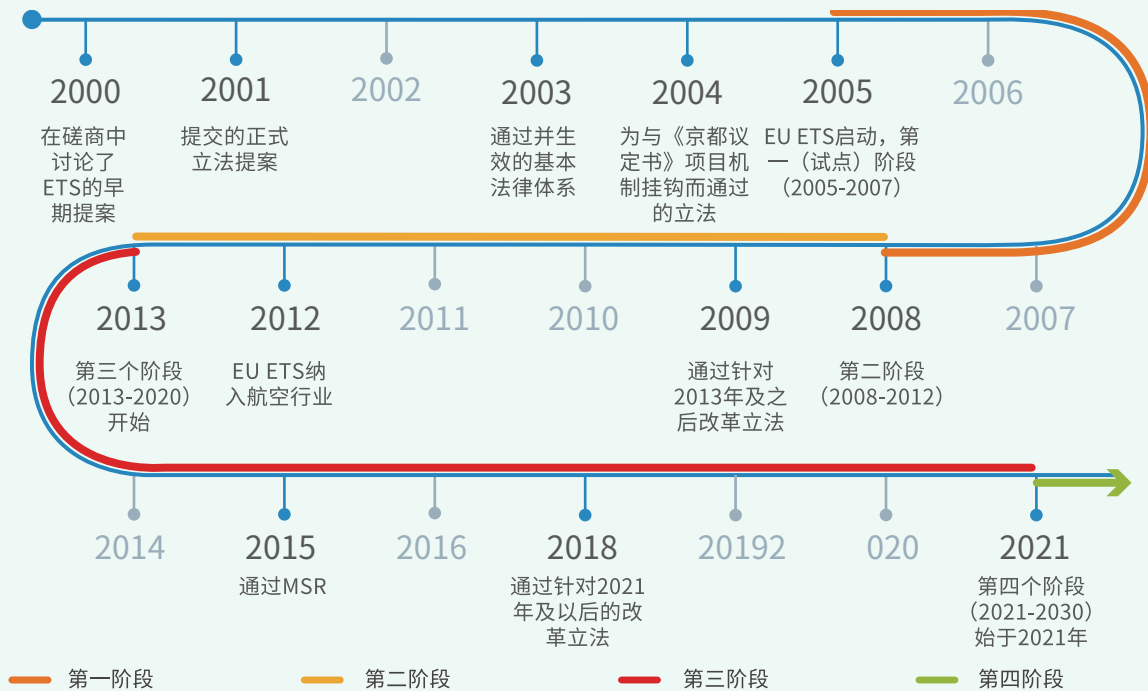 2000
在磋商中
讨论了
ETS的早
期提案
2001
提交的正式
立法提案
2002
2003
通过并生
效的基本
法律体系
2004
为与《京都议
定书》项目机
制挂钩而通过
的立法
2005
EU ETS启动，第
一（试点）阶段
（2005-2007）
2006
2013
第三个阶段
（2013-2020）
开始
2012
EU ETS纳
入航空行业
2011
2010
2009
通过针对
2013年及之
后改革立法
2008
第二阶段
（2008-2012）
2007
2014
2015
通过MSR
2016
2018
通过针对2021
年及以后的改
革立法
20192
020
2021
第四个阶段
（2021-2030）
始于2021年
第一阶段
第二阶段
第三阶段
第四阶段